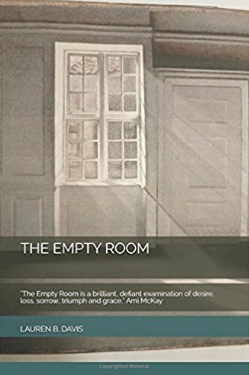 THE EMPTY ROOM
"The Empty Room is a brilliant, defiant examination of desire,
loss, sorrow, triumph and grace." Ami McKay
LAUREN B. DAVIS